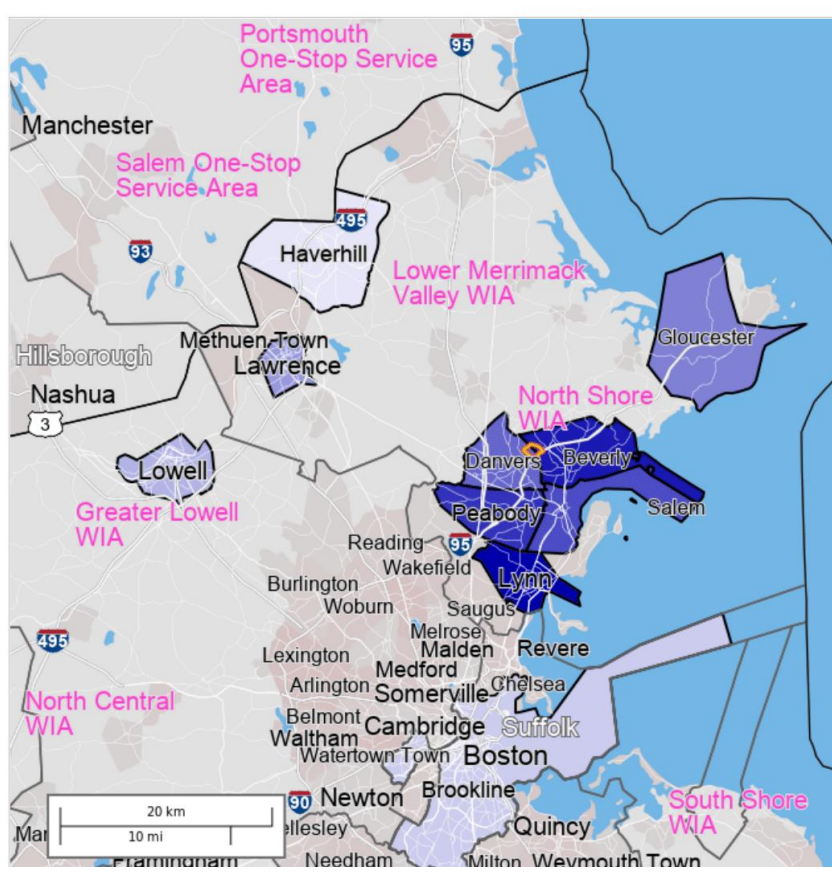 Portsmouth
One-Stop Service
Area
95
Manchester
Salem One-Stop
Service Area
495
93
Haverhill
Lower Merrimack
Valley WIA
Methuen-Town
Gloucester
Hillsborough
Lawrence
Nashua
North Shore
WIA
3
Danvers
Beverly
Lowell
Greater Lowell
WIA
Peabody
Salem
Reading
95
Wakefield
Lynn
Burlington
Woburn
Saugus
Melrose
495
Malden
Revere
Lexington
Medford
Arlington
Somerville
Chelsea
North Central
WIA
Belmont
Cambridge
Suffolk
Waltham
Watertown Town
Boston
20 km
10 mi
90
Newton
Brookline
South Shore
WIA
Quincy
Mar
ellesley
Framingham
Needham
Milton
Weymouth Town